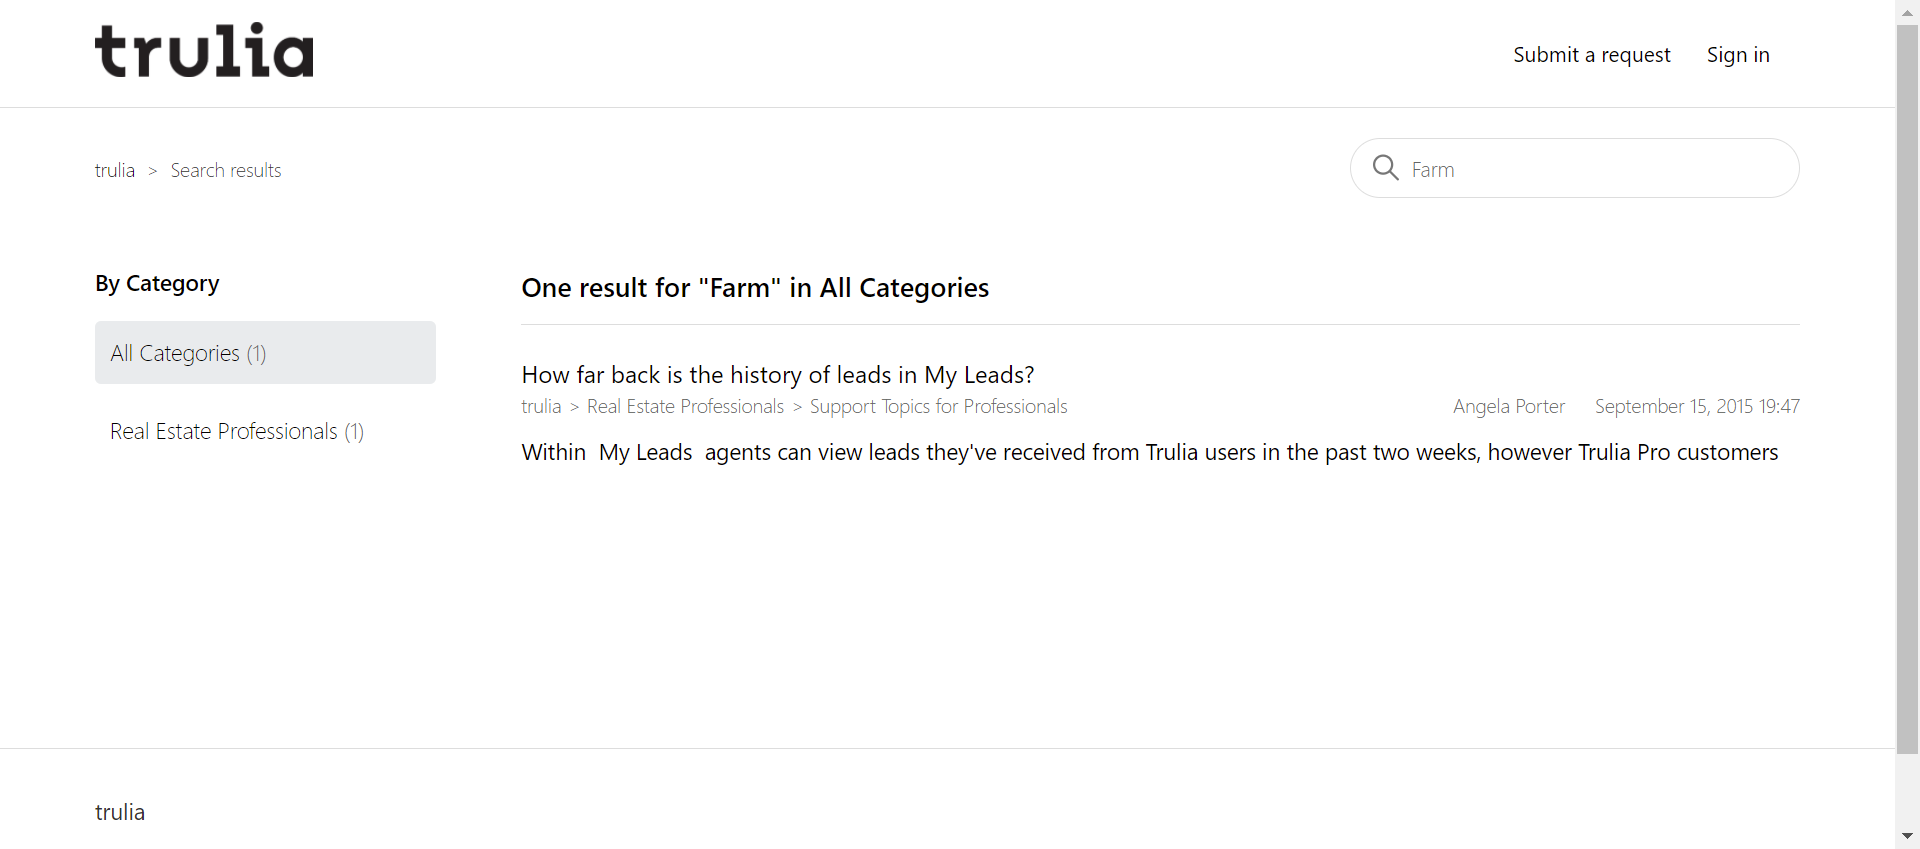 trulia
Submit a request
Sign in
trulia > Search results
Farm
By Category
All Categories (1)
Real Estate Professionals (1)
One result for "Farm" in All Categories
How far back is the history of leads in My Leads?
trulia > Real Estate Professionals > Support Topics for Professionals
Angela Porter
September 15, 2015 19:47
Within My Leads agents can view leads they've received from Trulia users in the past two weeks, however Trulia Pro customers
trulia